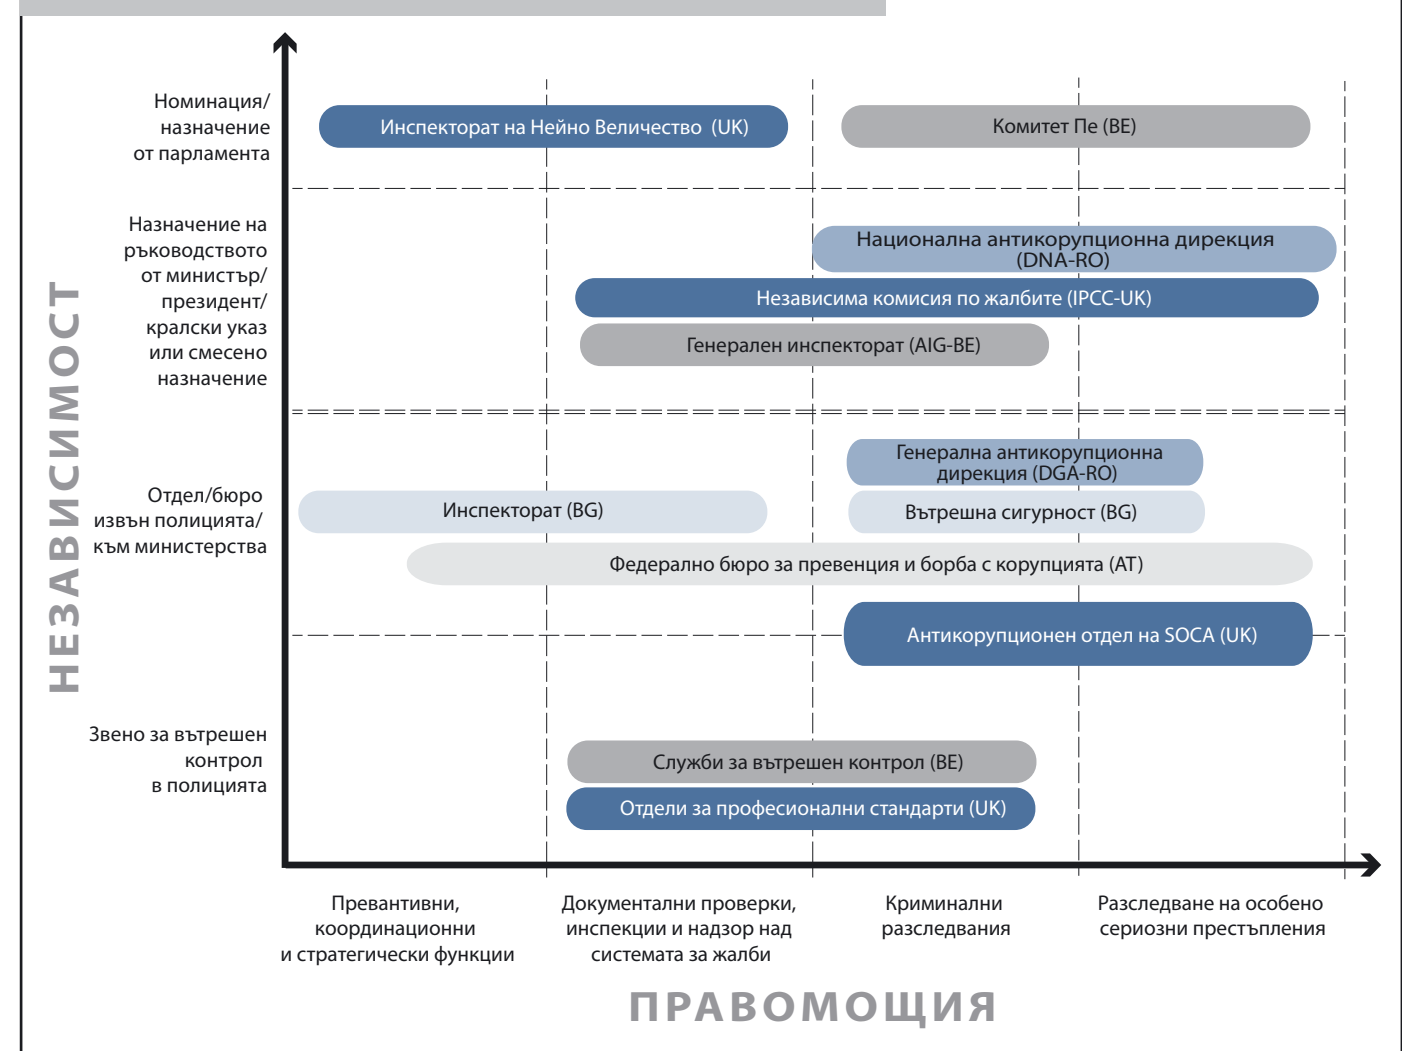 Номинация/
назначение
от парламента
Инспекторат на Нейно Величество (UK)
Комитет Пе (BE)
Назначение на
ръководството
от министър/
президент/
кралски указ
или смесено
назначение
Национална антикорупционна дирекция
(DNA-RO)
Независима комисия по жалбите (IPCC-UK)
Генерален инспекторат (AIG-BE)
НЕЗАВИСИМОСТ
Отдел/бюро
извън полицията/
към министерства
Генерална антикорупционна
дирекция (DGA-RO)
Инспекторат (BG)
Вътрешна сигурност (BG)
Федерално бюро за превенция и борба с корупцията (AT)
Антикорупционен отдел на SOCA (UK)
Звено за вътрешен
контрол
в полицията
Служби за вътрешен контрол (BE)
Отдели за професионални стандарти (UK)
Превантивни,
координационни
и стратегически функции
Документални проверки,
инспекции и надзор над
системата за жалби
Криминални
разследвания
Разследване на особено
сериозни престъпления
ПРАВОМОЩИЯ